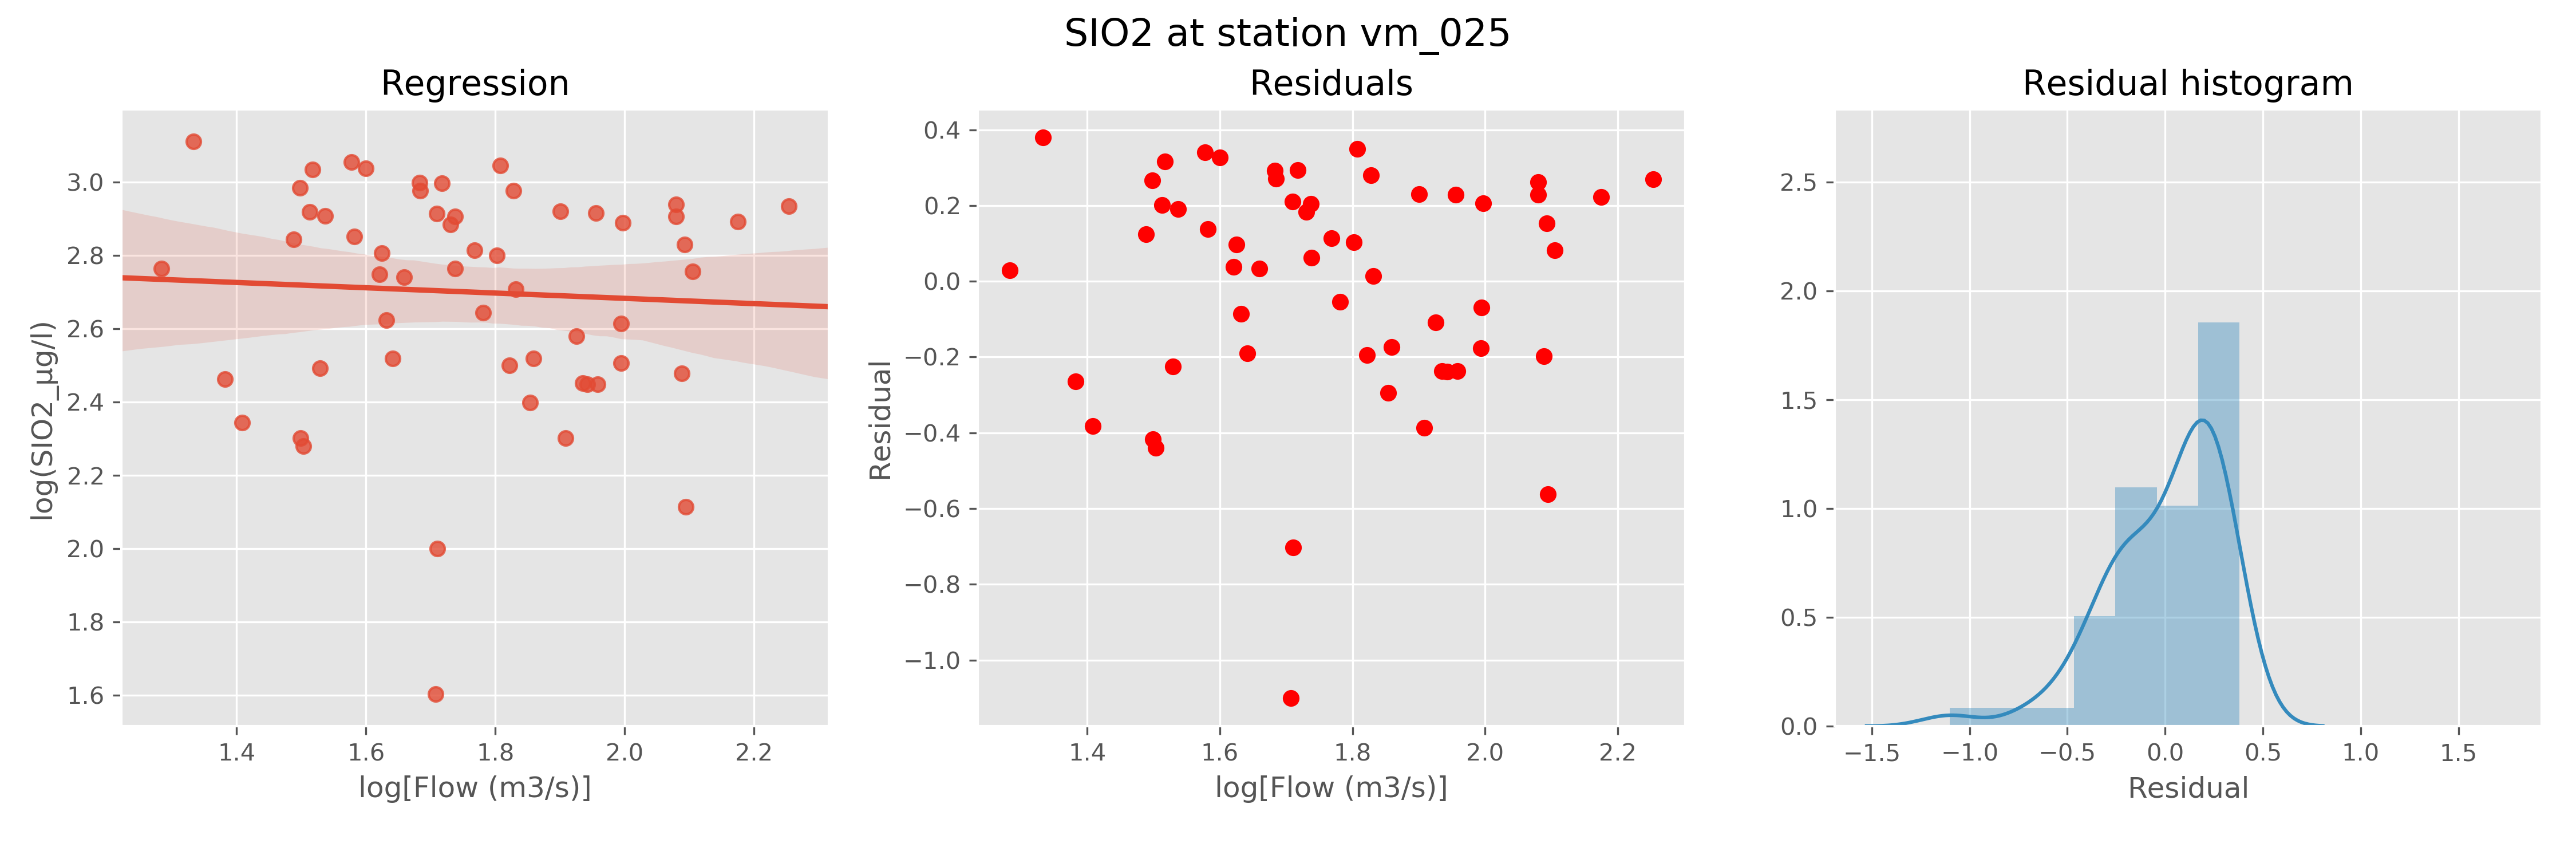 SIO2 at station vm_025
Regression
log(SIO2_µg/l)
3.0
2.8
2.6
2.4
2.2
2.0
1.8
1.6
1.4 1.6 1.8 2.0 2.2
log[Flow (m3/s)]
Residuals
Residual
0.4
0.2
0.0
−0.2
−0.4
−0.6
−0.8
−1.0
1.4 1.6 1.8 2.0 2.2
log[Flow (m3/s)]
Residual histogram
2.5
2.0
1.5
1.0
0.5
0.0
−1.5 −1.0 −0.5 0.0 0.5 1.0 1.5
Residual